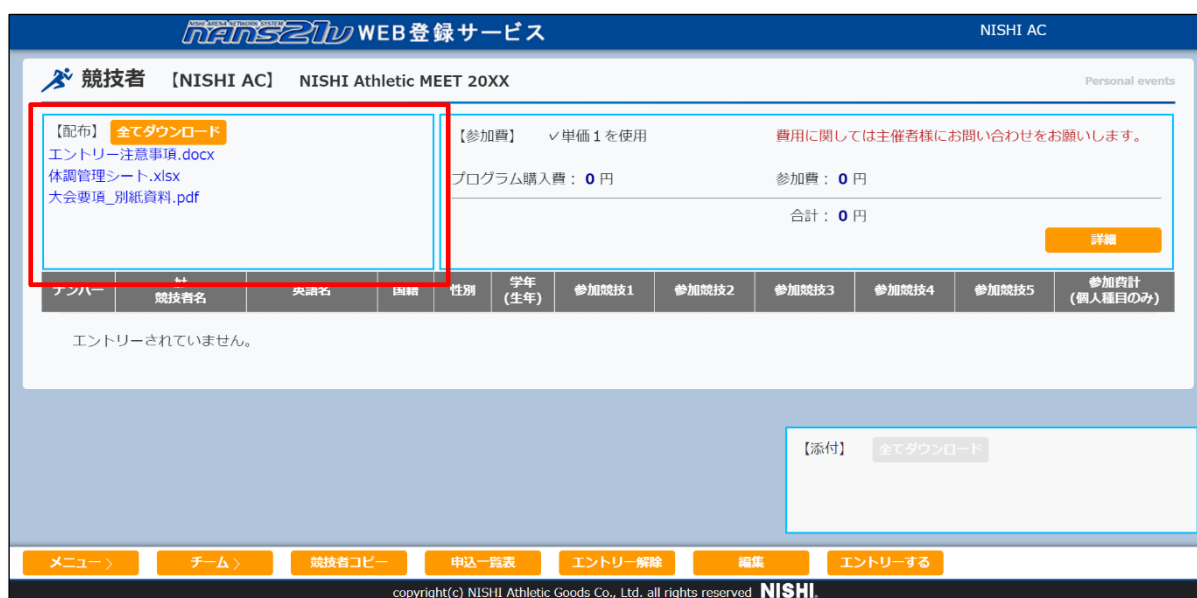 NISHI ARENA NETWORK SYSTEM
nANS21V WEB登録サービス NISHI AC
競技者 【NISHI AC】 NISHI Athletic MEET 20XX Personal events
【配布】 全てダウンロード
エントリー注意事項.docx
体調管理シート.xlsx
大会要項_別紙資料.pdf
【参加費】 ✓単価1を使用 費用に関しては主催者様にお問い合わせをお願いします。
プログラム購入費: 0 円 参加費: 0 円
合計: 0 円
詳細
ナンバー 競技者名 英語名 国籍 性別 学年 (生年) 参加競技1 参加競技2 参加競技3 参加競技4 参加競技5 参加費計 (個人種目のみ)
エントリーされていません。
【添付】 全てダウンロード
メニュー〉 チーム〉 競技者コピー 申込一覧表 エントリー解除 編集 エントリーする
copyright(c) NISHI Athletic Goods Co., Ltd. all rights reserved NISHI.